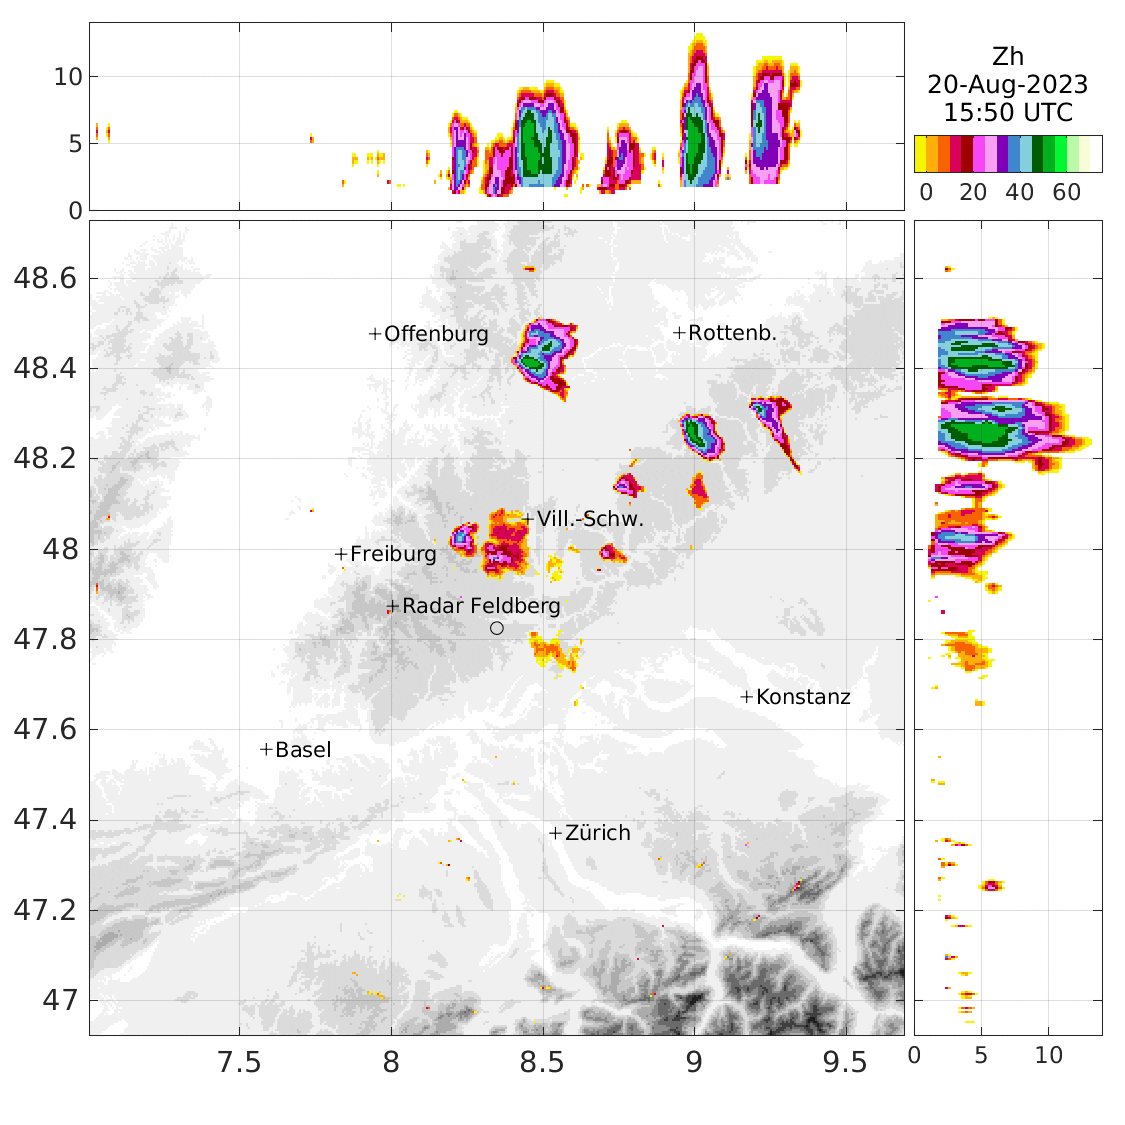 Zh
20-Aug-2023
15:50 UTC
0 20 40 60
10
5
0
48.6
48.4
48.2
48
47.8
47.6
47.4
47.2
47
Offenburg
Rottenb.
Vill.-Schw.
Freiburg
Radar Feldberg
Konstanz
Basel
Zürich
7.5 8 8.5 9 9.5
0 5 10